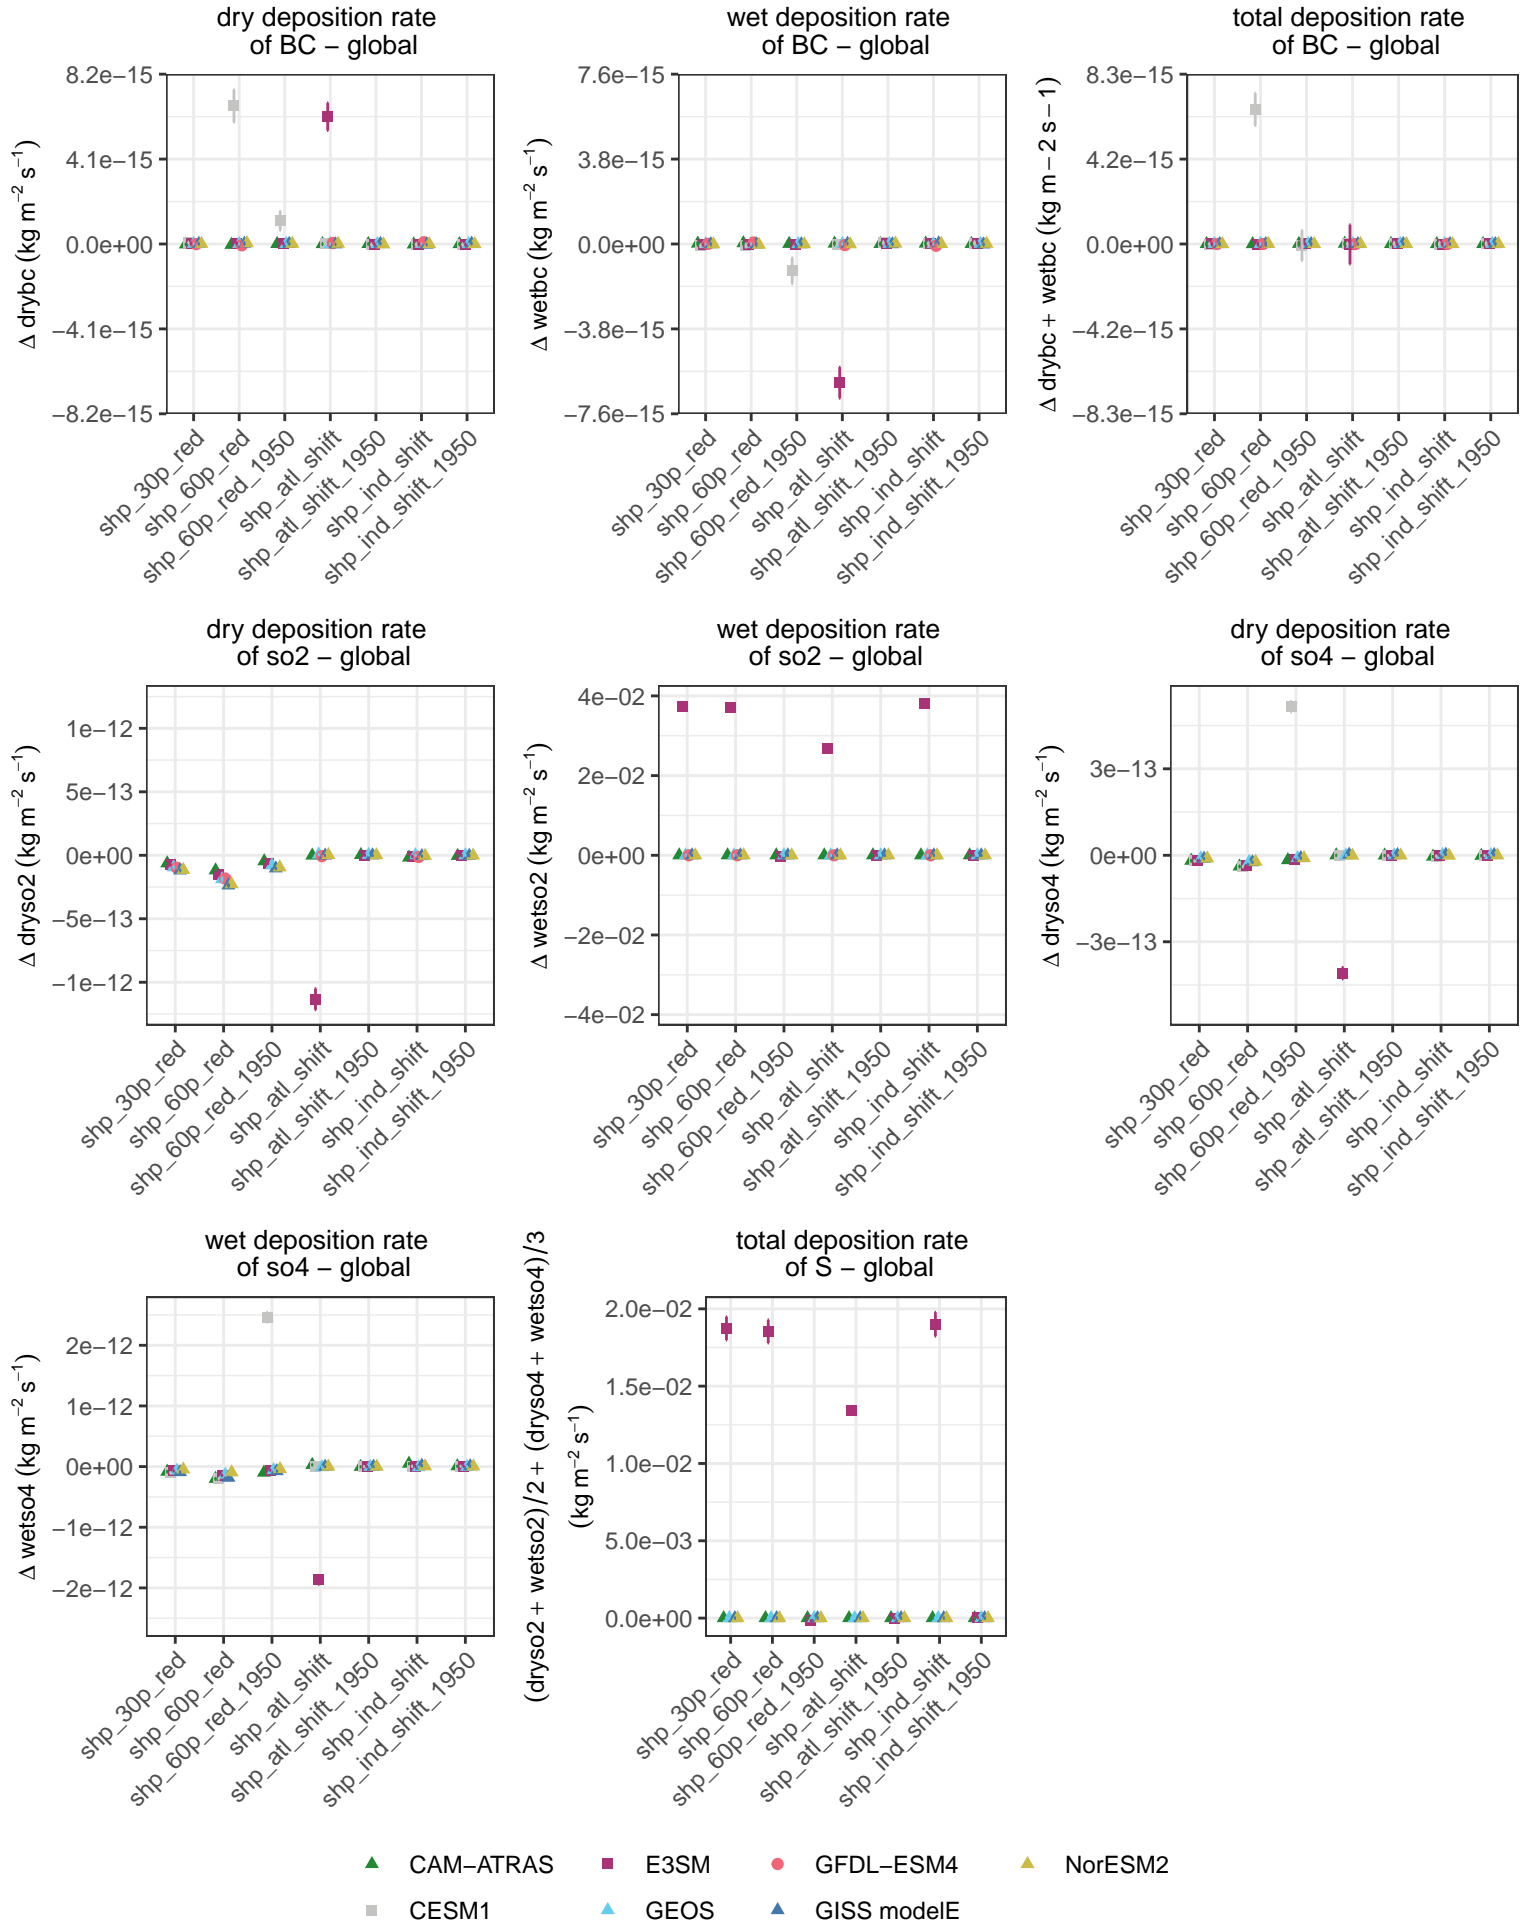 dry deposition rate
of BC − global
Δ drybc (kg m−2 s−1)
8.2e−15
4.1e−15
0.0e+00
−4.1e−15
−8.2e−15
shp_30p_red
shp_60p_red
shp_60p_red_1950
shp_atl_shift
shp_atl_shift_1950
shp_ind_shift
shp_ind_shift_1950
wet deposition rate
of BC − global
Δ wetbc (kg m−2 s−1)
7.6e−15
3.8e−15
0.0e+00
−3.8e−15
−7.6e−15
shp_30p_red
shp_60p_red
shp_60p_red_1950
shp_atl_shift
shp_atl_shift_1950
shp_ind_shift
shp_ind_shift_1950
total deposition rate
of BC − global
Δ drybc + wetbc (kg m − 2 s − 1)
8.3e−15
4.2e−15
0.0e+00
−4.2e−15
−8.3e−15
shp_30p_red
shp_60p_red
shp_60p_red_1950
shp_atl_shift
shp_atl_shift_1950
shp_ind_shift
shp_ind_shift_1950
dry deposition rate
of so2 − global
Δ dryso2 (kg m−2 s−1)
1e−12
5e−13
0e+00
−5e−13
−1e−12
shp_30p_red
shp_60p_red
shp_60p_red_1950
shp_atl_shift
shp_atl_shift_1950
shp_ind_shift
shp_ind_shift_1950
wet deposition rate
of so2 − global
Δ wetso2 (kg m−2 s−1)
4e−02
2e−02
0e+00
−2e−02
−4e−02
shp_30p_red
shp_60p_red
shp_60p_red_1950
shp_atl_shift
shp_atl_shift_1950
shp_ind_shift
shp_ind_shift_1950
dry deposition rate
of so4 − global
Δ dryso4 (kg m−2 s−1)
3e−13
0e+00
−3e−13
shp_30p_red
shp_60p_red
shp_60p_red_1950
shp_atl_shift
shp_atl_shift_1950
shp_ind_shift
shp_ind_shift_1950
wet deposition rate
of so4 − global
Δ wetso4 (kg m−2 s−1)
2e−12
1e−12
0e+00
−1e−12
−2e−12
shp_30p_red
shp_60p_red
shp_60p_red_1950
shp_atl_shift
shp_atl_shift_1950
shp_ind_shift
shp_ind_shift_1950
total deposition rate
of S − global
(dryso2 + wetso2)/2 + (dryso4 + wetso4)/3
(kg m−2 s−1)
2.0e−02
1.5e−02
1.0e−02
5.0e−03
0.0e+00
shp_30p_red
shp_60p_red
shp_60p_red_1950
shp_atl_shift
shp_atl_shift_1950
shp_ind_shift
shp_ind_shift_1950
CAM−ATRAS E3SM GFDL−ESM4 NorESM2
CESM1 GEOS GISS modelE